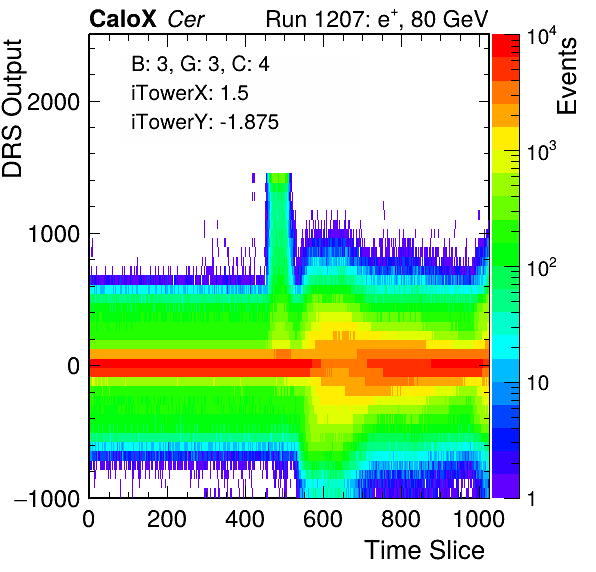 CaloX Cer Run 1207: e⁺, 80 GeV
B: 3, G: 3, C: 4
iTowerX: 1.5
iTowerY: -1.875
DRS Output
2000
1000
0
−1000
0 200 400 600 800 1000
Time Slice
10⁴
10³
10²
10
1
Events